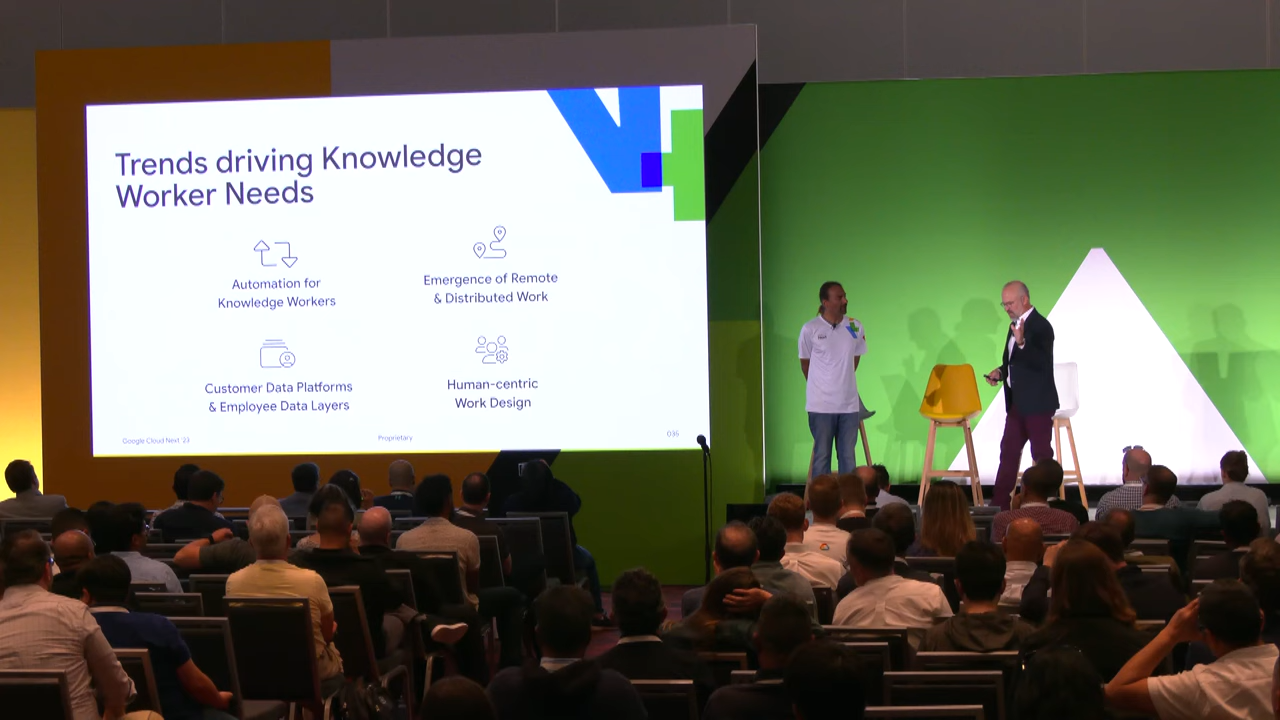 Trends driving Knowledge
Worker Needs
Automation for
Knowledge Workers
Emergence of Remote
& Distributed Work
Customer Data Platforms
& Employee Data Layers
Human-centric
Work Design
Google Cloud Next '23
Proprietary
035